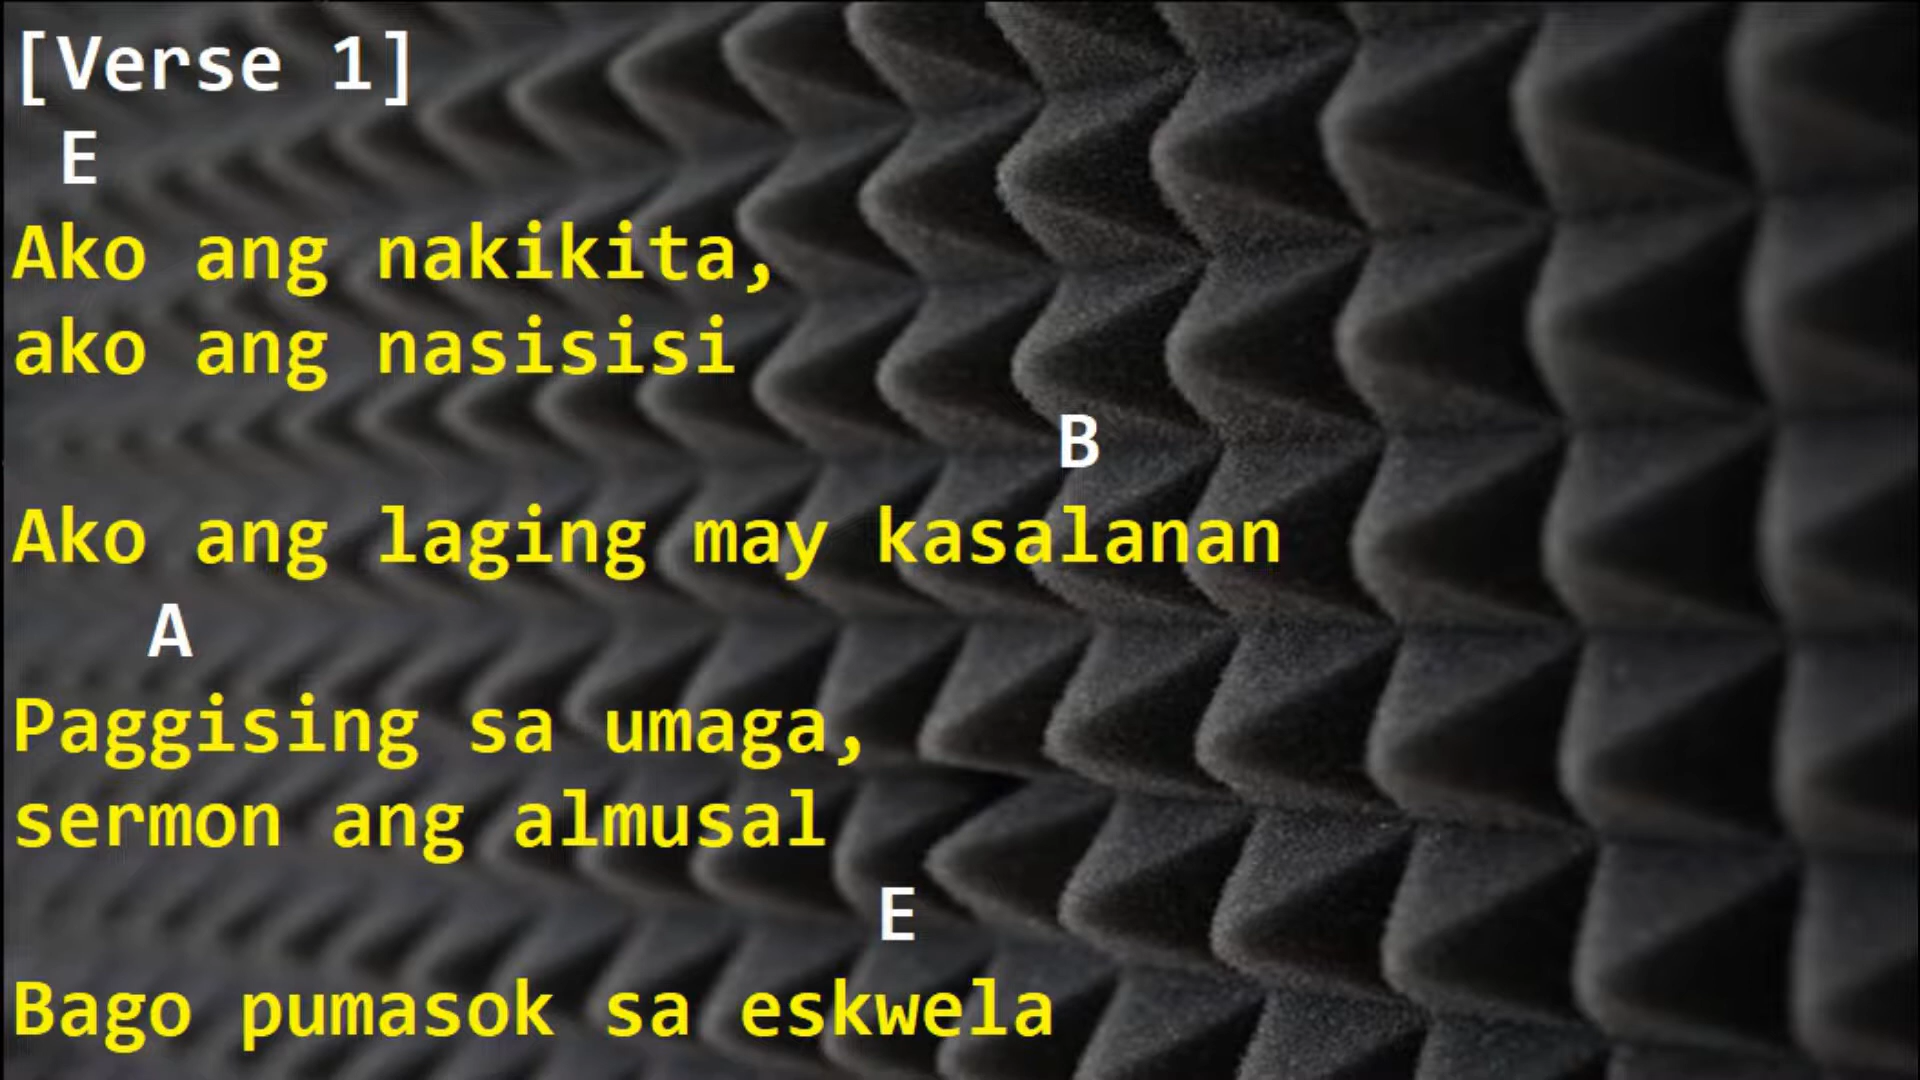 [Verse 1]
E
Ako ang nakikita,
ako ang nasisisi
B
Ako ang laging may kasalanan
A
Paggising sa umaga,
sermon ang almusal
E
Bago pumasok sa eskwela